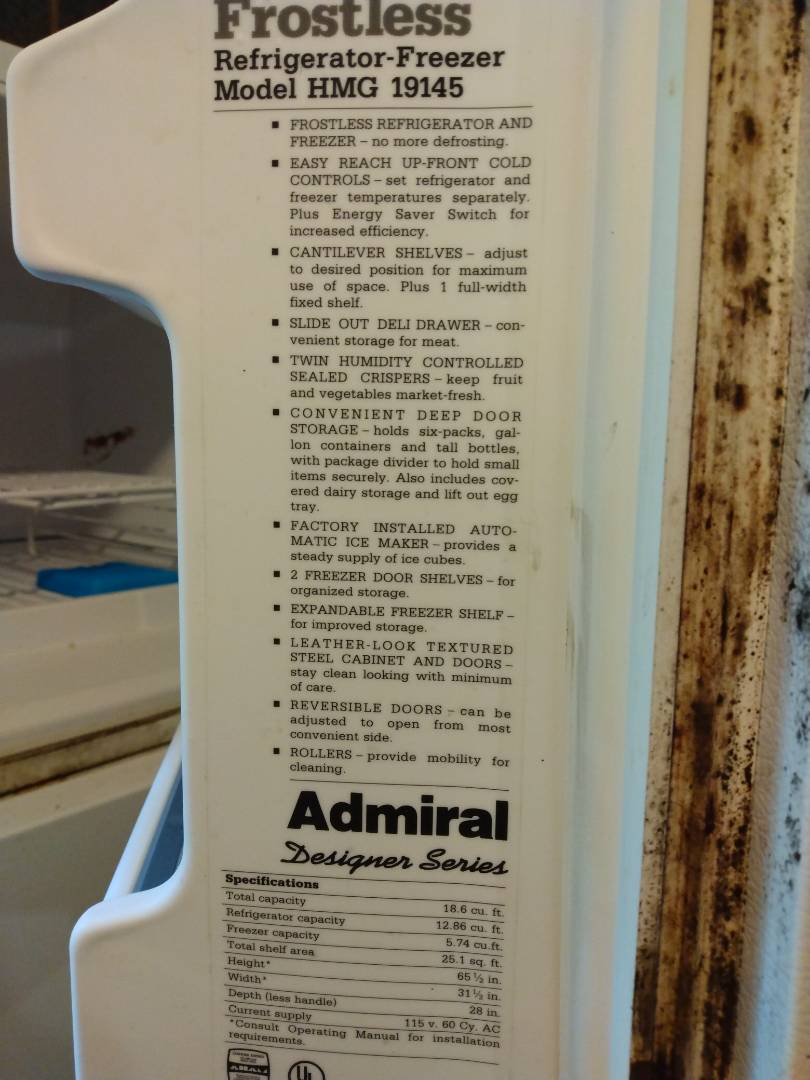 Frostless
Refrigerator-Freezer
Model HMG 19145
▪ FROSTLESS REFRIGERATOR AND
FREEZER – no more defrosting.
▪ EASY REACH UP-FRONT COLD
CONTROLS – set refrigerator and
freezer temperatures separately.
Plus Energy Saver Switch for
increased efficiency.
▪ CANTILEVER SHELVES – adjust
to desired position for maximum
use of space. Plus 1 full-width
fixed shelf.
▪ SLIDE OUT DELI DRAWER – con-
venient storage for meat.
▪ TWIN HUMIDITY CONTROLLED
SEALED CRISPERS – keep fruit
and vegetables market-fresh.
▪ CONVENIENT DEEP DOOR
STORAGE – holds six-packs, gal-
lon containers and tall bottles,
with package divider to hold small
items securely. Also includes cov-
ered dairy storage and lift out egg
tray.
▪ FACTORY INSTALLED AUTO-
MATIC ICE MAKER – provides a
steady supply of ice cubes.
▪ 2 FREEZER DOOR SHELVES – for
organized storage.
▪ EXPANDABLE FREEZER SHELF –
for improved storage.
▪ LEATHER-LOOK TEXTURED
STEEL CABINET AND DOORS –
stay clean looking with minimum
of care.
▪ REVERSIBLE DOORS – can be
adjusted to open from most
convenient side.
▪ ROLLERS – provide mobility for
cleaning.
Admiral
Designer Series
Specifications
Total capacity 18.6 cu. ft.
Refrigerator capacity 12.86 cu. ft.
Freezer capacity 5.74 cu.ft.
Total shelf area 25.1 sq. ft.
Height* 65 ½ in.
Width* 31 ½ in.
Depth (less handle) 28 in.
Current supply 115 v. 60 Cy. AC
*Consult Operating Manual for installation
requirements.
UL